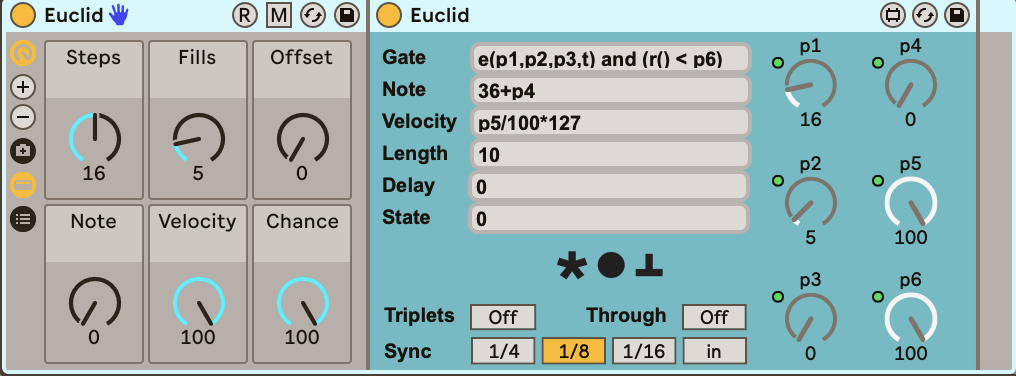 Euclid
R
M
Steps
Fills
Offset
16
5
0
Note
Velocity
Chance
0
100
100
Euclid
Gate
e(p1,p2,p3,t) and (r() < p6)
Note
36+p4
Velocity
p5/100*127
Length
10
Delay
0
State
0
Triplets
Off
Through
Off
Sync
1/4
1/8
1/16
in
p1
p4
16
0
p2
p5
5
100
p3
p6
0
100